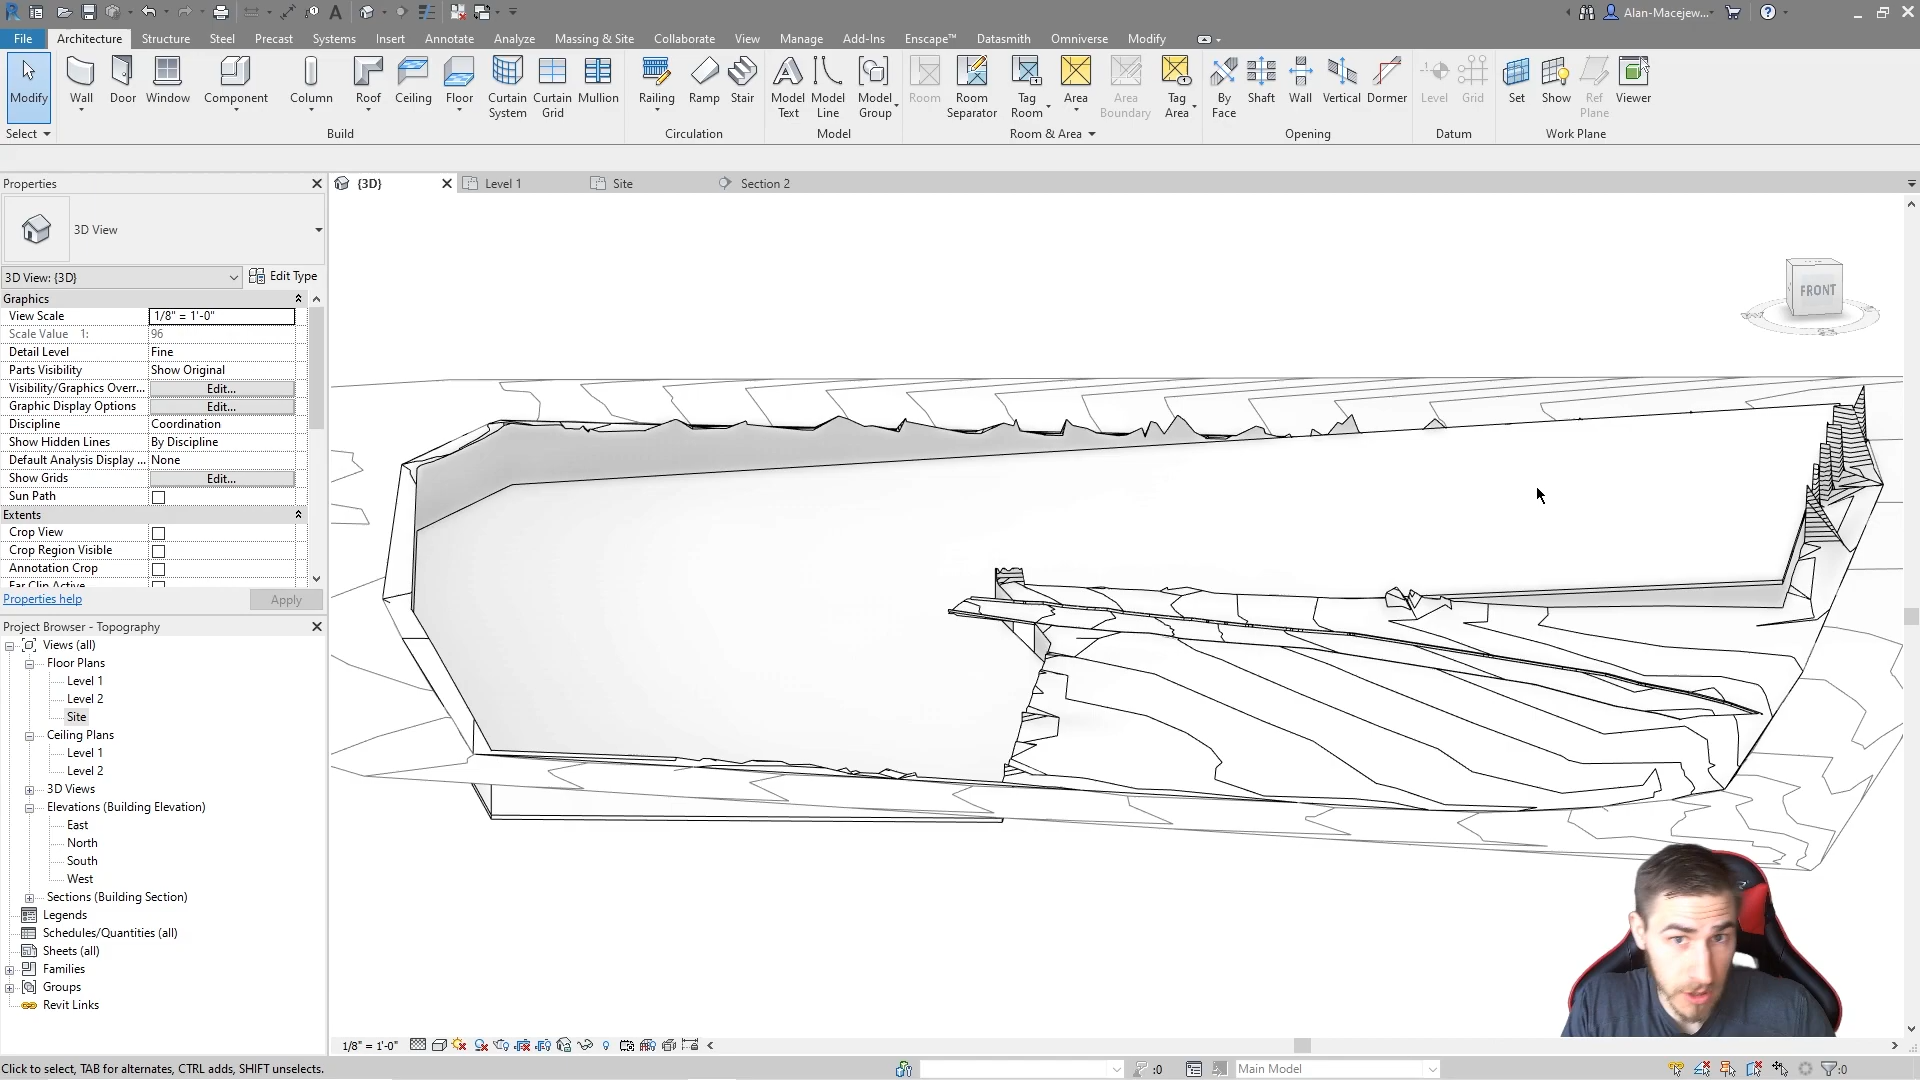 Alan-Macejew...
File Architecture Structure Steel Precast Systems Insert Annotate Analyze Massing & Site Collaborate View Manage Add-Ins Enscape™ Datasmith Omniverse Modify
Modify Wall Door Window Component Column Roof Ceiling Floor Curtain System Curtain Grid Mullion Railing Ramp Stair Model Text Model Line Model Group Room Room Separator Tag Room Area Area Boundary Tag Area By Face Shaft Wall Vertical Dormer Level Grid Set Show Ref Plane Viewer
Select Build Circulation Model Room & Area Opening Datum Work Plane
Properties
{3D} Level 1 Site Section 2
3D View
3D View: {3D} Edit Type
Graphics
View Scale 1/8" = 1'-0"
Scale Value 1: 96
Detail Level Fine
Parts Visibility Show Original
Visibility/Graphics Overr... Edit...
Graphic Display Options Edit...
Discipline Coordination
Show Hidden Lines By Discipline
Default Analysis Display ... None
Show Grids Edit...
Sun Path
Extents
Crop View
Crop Region Visible
Annotation Crop
Far Clip Active
Properties help Apply
Project Browser - Topography
Views (all)
Floor Plans
Level 1
Level 2
Site
Ceiling Plans
Level 1
Level 2
3D Views
Elevations (Building Elevation)
East
North
South
West
Sections (Building Section)
Legends
Schedules/Quantities (all)
Sheets (all)
Families
Groups
Revit Links
FRONT
1/8" = 1'-0"
Click to select, TAB for alternates, CTRL adds, SHIFT unselects.
:0
Main Model
:0